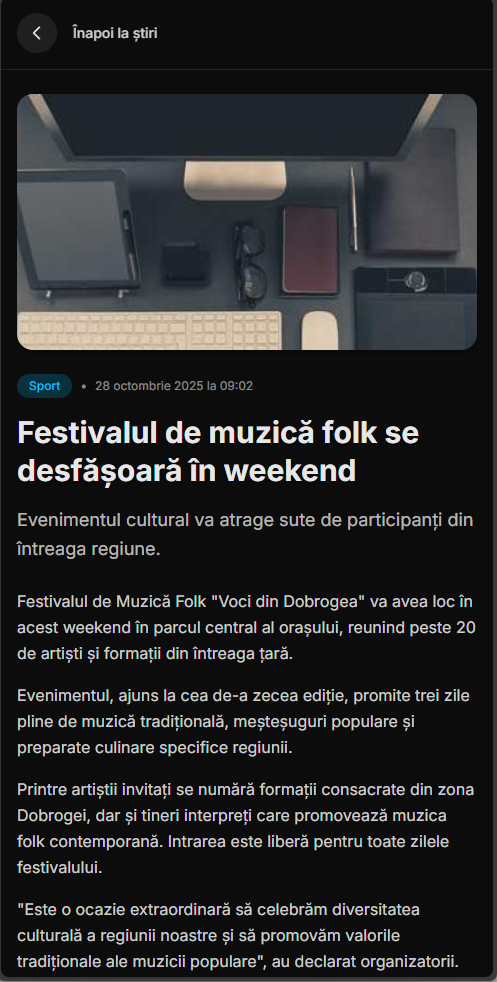 Înapoi la știri
Sport • 28 octombrie 2025 la 09:02
Festivalul de muzică folk se
desfășoară în weekend
Evenimentul cultural va atrage sute de participanți din
întreaga regiune.
Festivalul de Muzică Folk "Voci din Dobrogea" va avea loc în
acest weekend în parcul central al orașului, reunind peste 20
de artiști și formații din întreaga țară.
Evenimentul, ajuns la cea de-a zecea ediție, promite trei zile
pline de muzică tradițională, meșteșuguri populare și
preparate culinare specifice regiunii.
Printre artiștii invitați se numără formații consacrate din zona
Dobrogei, dar și tineri interpreți care promovează muzica
folk contemporană. Intrarea este liberă pentru toate zilele
festivalului.
"Este o ocazie extraordinară să celebrăm diversitatea
culturală a regiunii noastre și să promovăm valorile
tradiționale ale muzicii populare", au declarat organizatorii.